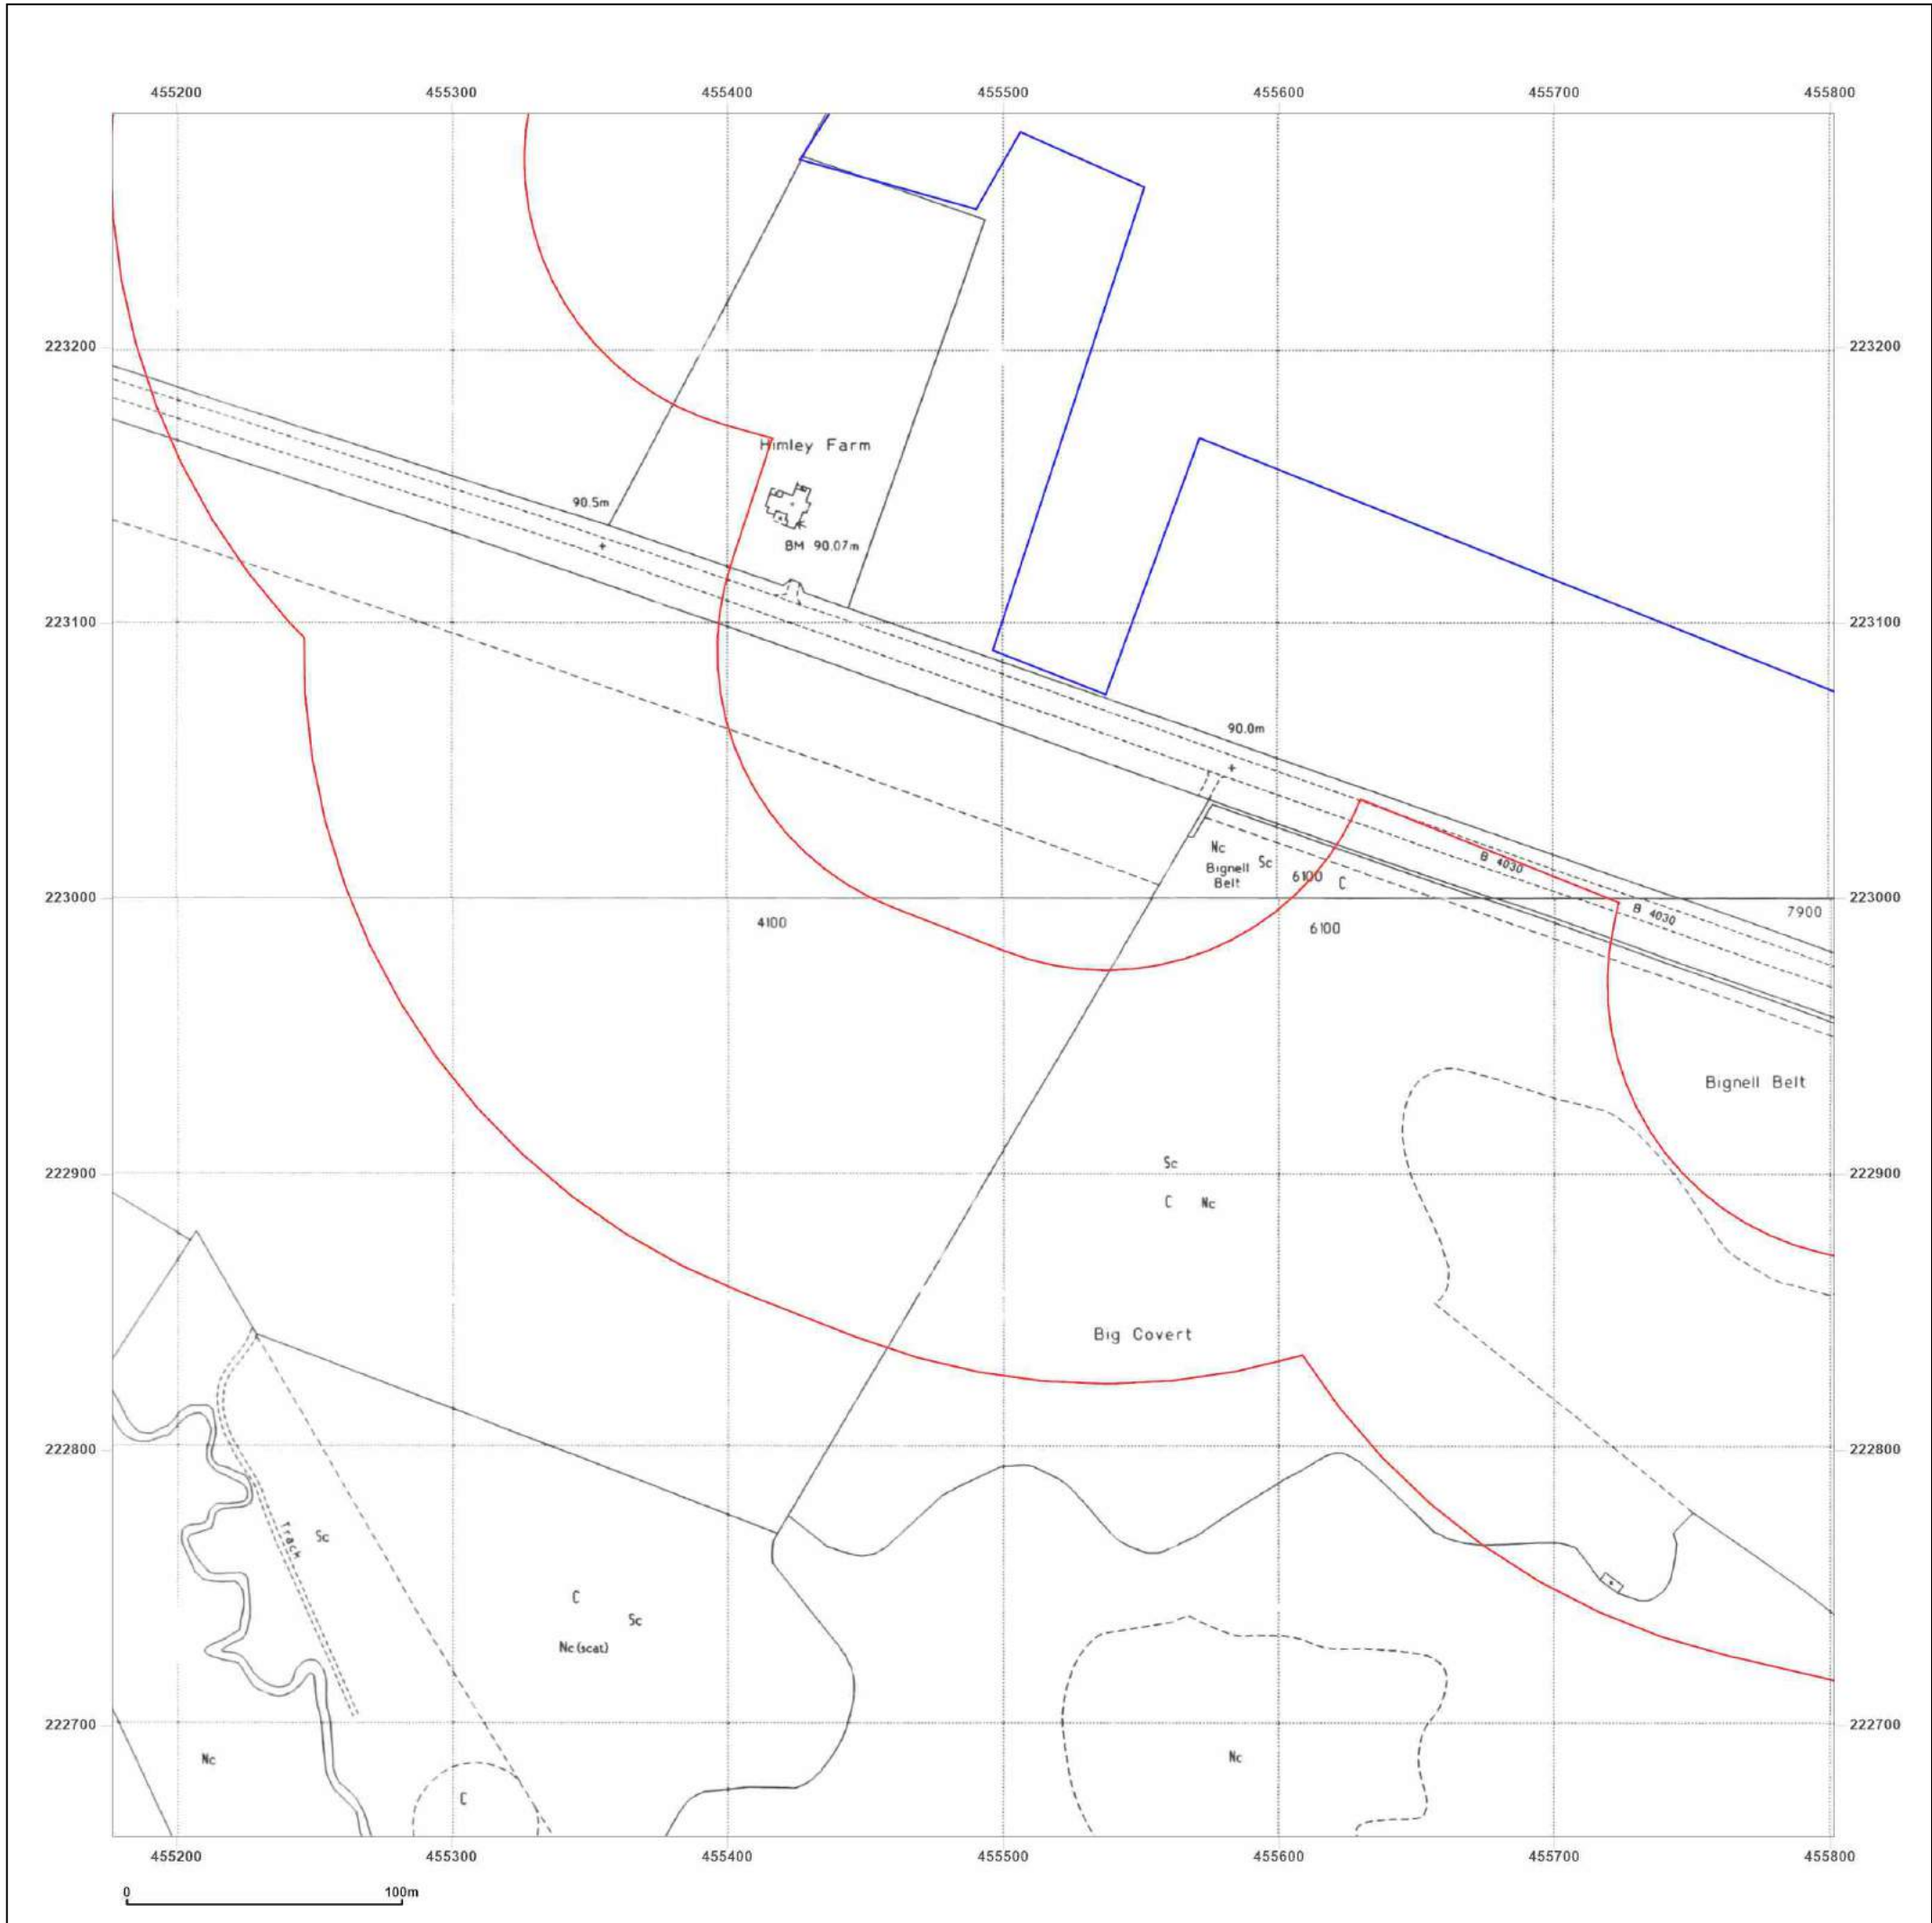 455200 455300 455400 455500 455600 455700 455800
223200 223200
Himley Farm
90.5m
BM 90.07m
223100 223100
90.0m
Nc
Sc
Bignell
Belt
6100 C
B 4030
223000 223000
B 4030
7900
4100
6100
Bignell Belt
Sc
222900 222900
C Nc
Big Covert
222800 222800
Track
Sc
C
Sc
Nc (scat)
222700 222700
Nc
Nc
C
455200 455300 455400 455500 455600 455700 455800
0 100m